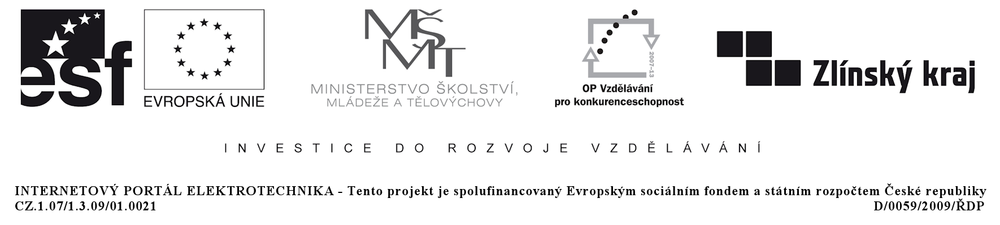 esf
EVROPSKÁ UNIE
MŠMT
MINISTERSTVO ŠKOLSTVÍ,
MLÁDEŽE A TĚLOVÝCHOVY
2007-13
OP Vzdělávání
pro konkurenceschopnost
Zlínský kraj
INVESTICE DO ROZVOJE VZDĚLÁVÁNÍ
INTERNETOVÝ PORTÁL ELEKTROTECHNIKA - Tento projekt je spolufinancovaný Evropským sociálním fondem a státním rozpočtem České republiky
CZ.1.07/1.3.09/01.0021 D/0059/2009/ŘDP